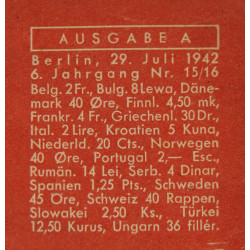 AUSGABE A
Berlin, 29. Juli 1942
6. Jahrgang Nr. 15/16
Belg. 2 Fr., Bulg. 8 Lewa, Däne-
mark 40 Øre, Finnl. 4,50 mk,
Frankr. 4 Fr., Griechenl. 30 Dr.,
Ital. 2 Lire, Kroatien 5 Kuna,
Niederld. 20 Cts., Norwegen
40 Øre, Portugal 2,— Esc.,
Rumän. 14 Lei, Serb. 4 Dinar,
Spanien 1,25 Pts., Schweden
45 Öre, Schweiz 40 Rappen,
Slowakei 2,50 Ks., Türkei
12,50 Kurus, Ungarn 36 fillér.